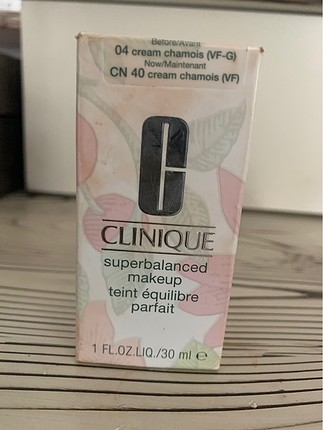 Before/Avant
04 cream chamois (VF-G)
Now/Maintenant
CN 40 cream chamois (VF)
C
CLINIQUE
superbalanced
makeup
teint équilibre
parfait
1 FL.OZ.LIQ./30 ml ℮